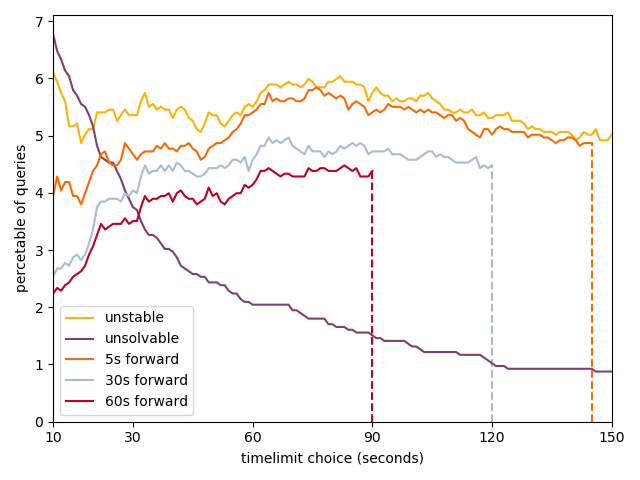 7
6
5
4
3
2
1
0
percetable of queries
unstable
unsolvable
5s forward
30s forward
60s forward
10 30 60 90 120 150
timelimit choice (seconds)